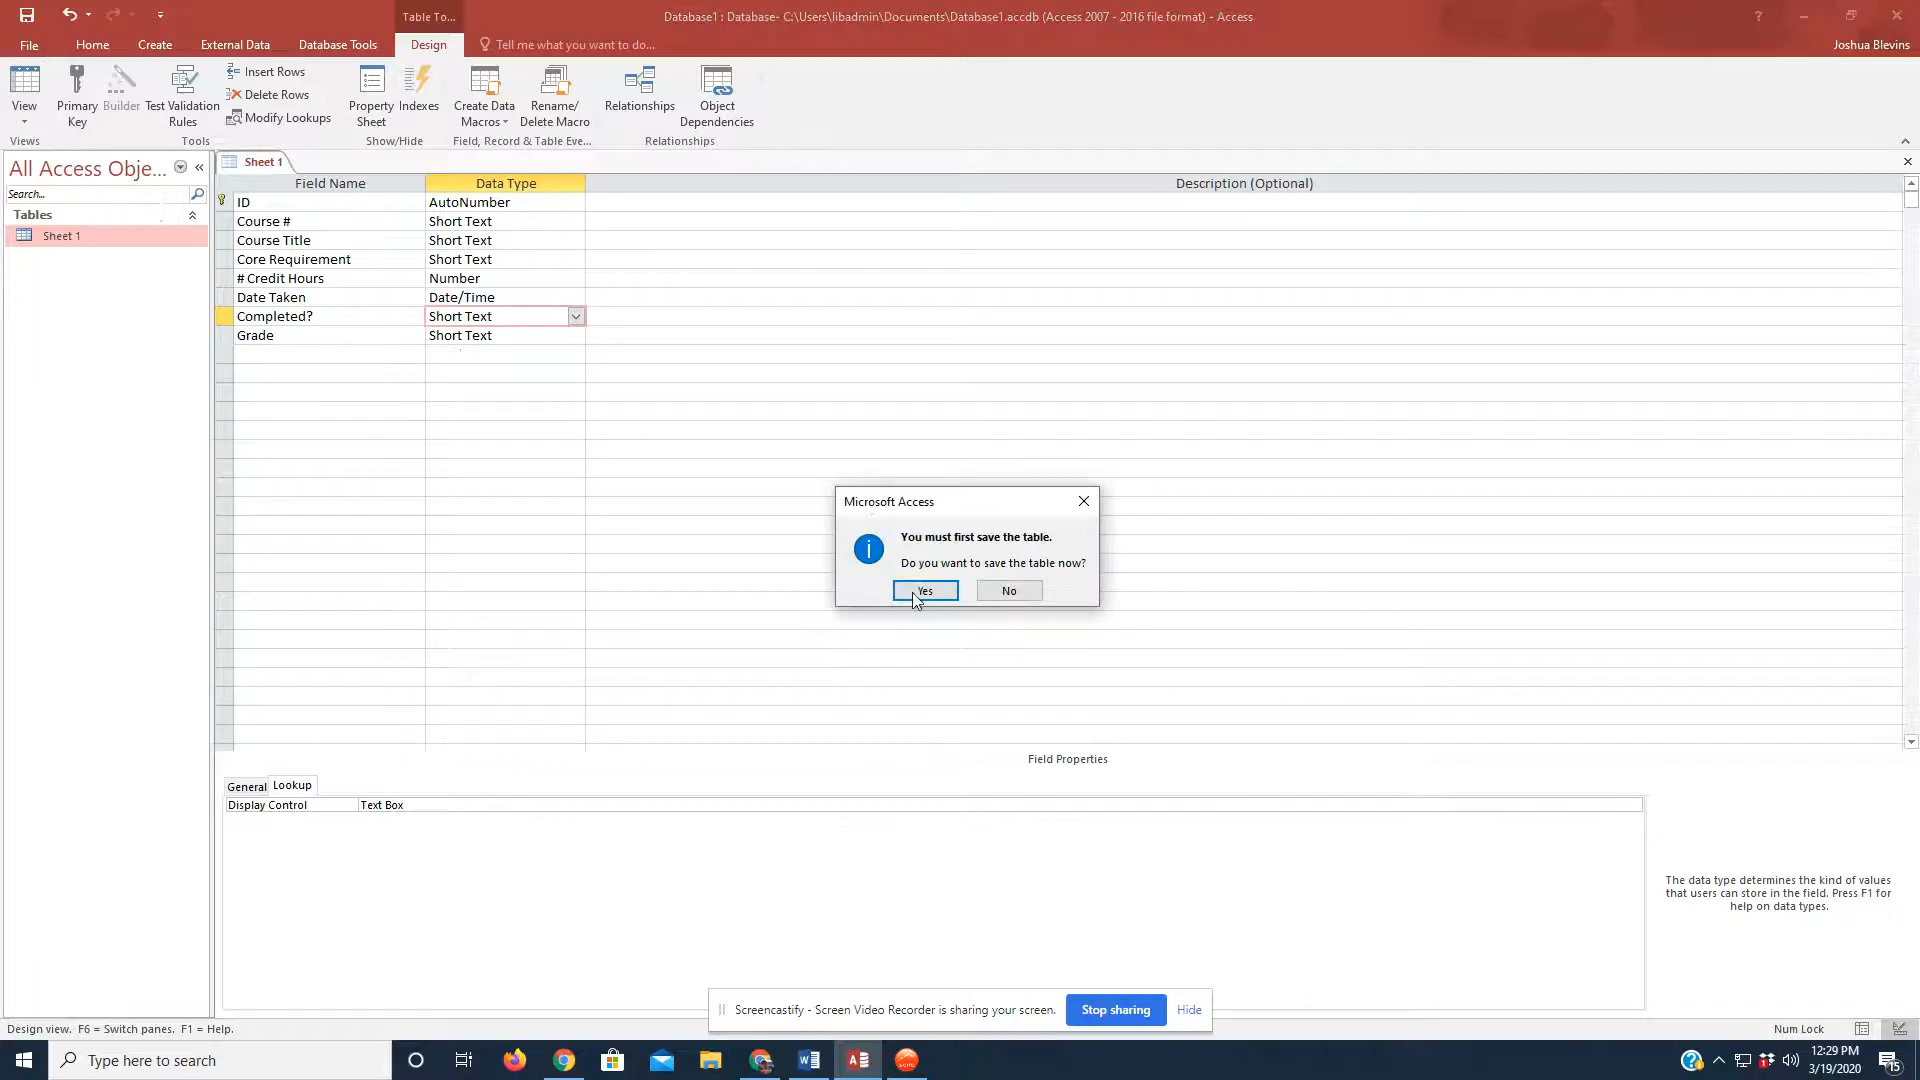 Table To...
Database1 : Database- C:\Users\libadmin\Documents\Database1.accdb (Access 2007 - 2016 file format) - Access
?
File
Home
Create
External Data
Database Tools
Design
Tell me what you want to do...
Joshua Blevins
View
Primary Key
Builder
Test Validation Rules
Insert Rows
Delete Rows
Modify Lookups
Property Sheet
Indexes
Create Data Macros
Rename/ Delete Macro
Relationships
Object Dependencies
Views
Tools
Show/Hide
Field, Record & Table Eve...
Relationships
All Access Obje...
Search...
Tables
Sheet 1
Sheet 1
Field Name Data Type Description (Optional)
ID AutoNumber
Course # Short Text
Course Title Short Text
Core Requirement Short Text
# Credit Hours Number
Date Taken Date/Time
Completed? Short Text
Grade Short Text
Microsoft Access
You must first save the table.
Do you want to save the table now?
Yes No
Field Properties
General Lookup
Display Control Text Box
The data type determines the kind of values
that users can store in the field. Press F1 for
help on data types.
Screencastify - Screen Video Recorder is sharing your screen. Stop sharing Hide
Design view. F6 = Switch panes. F1 = Help.
Num Lock
Type here to search
12:29 PM
3/19/2020
15